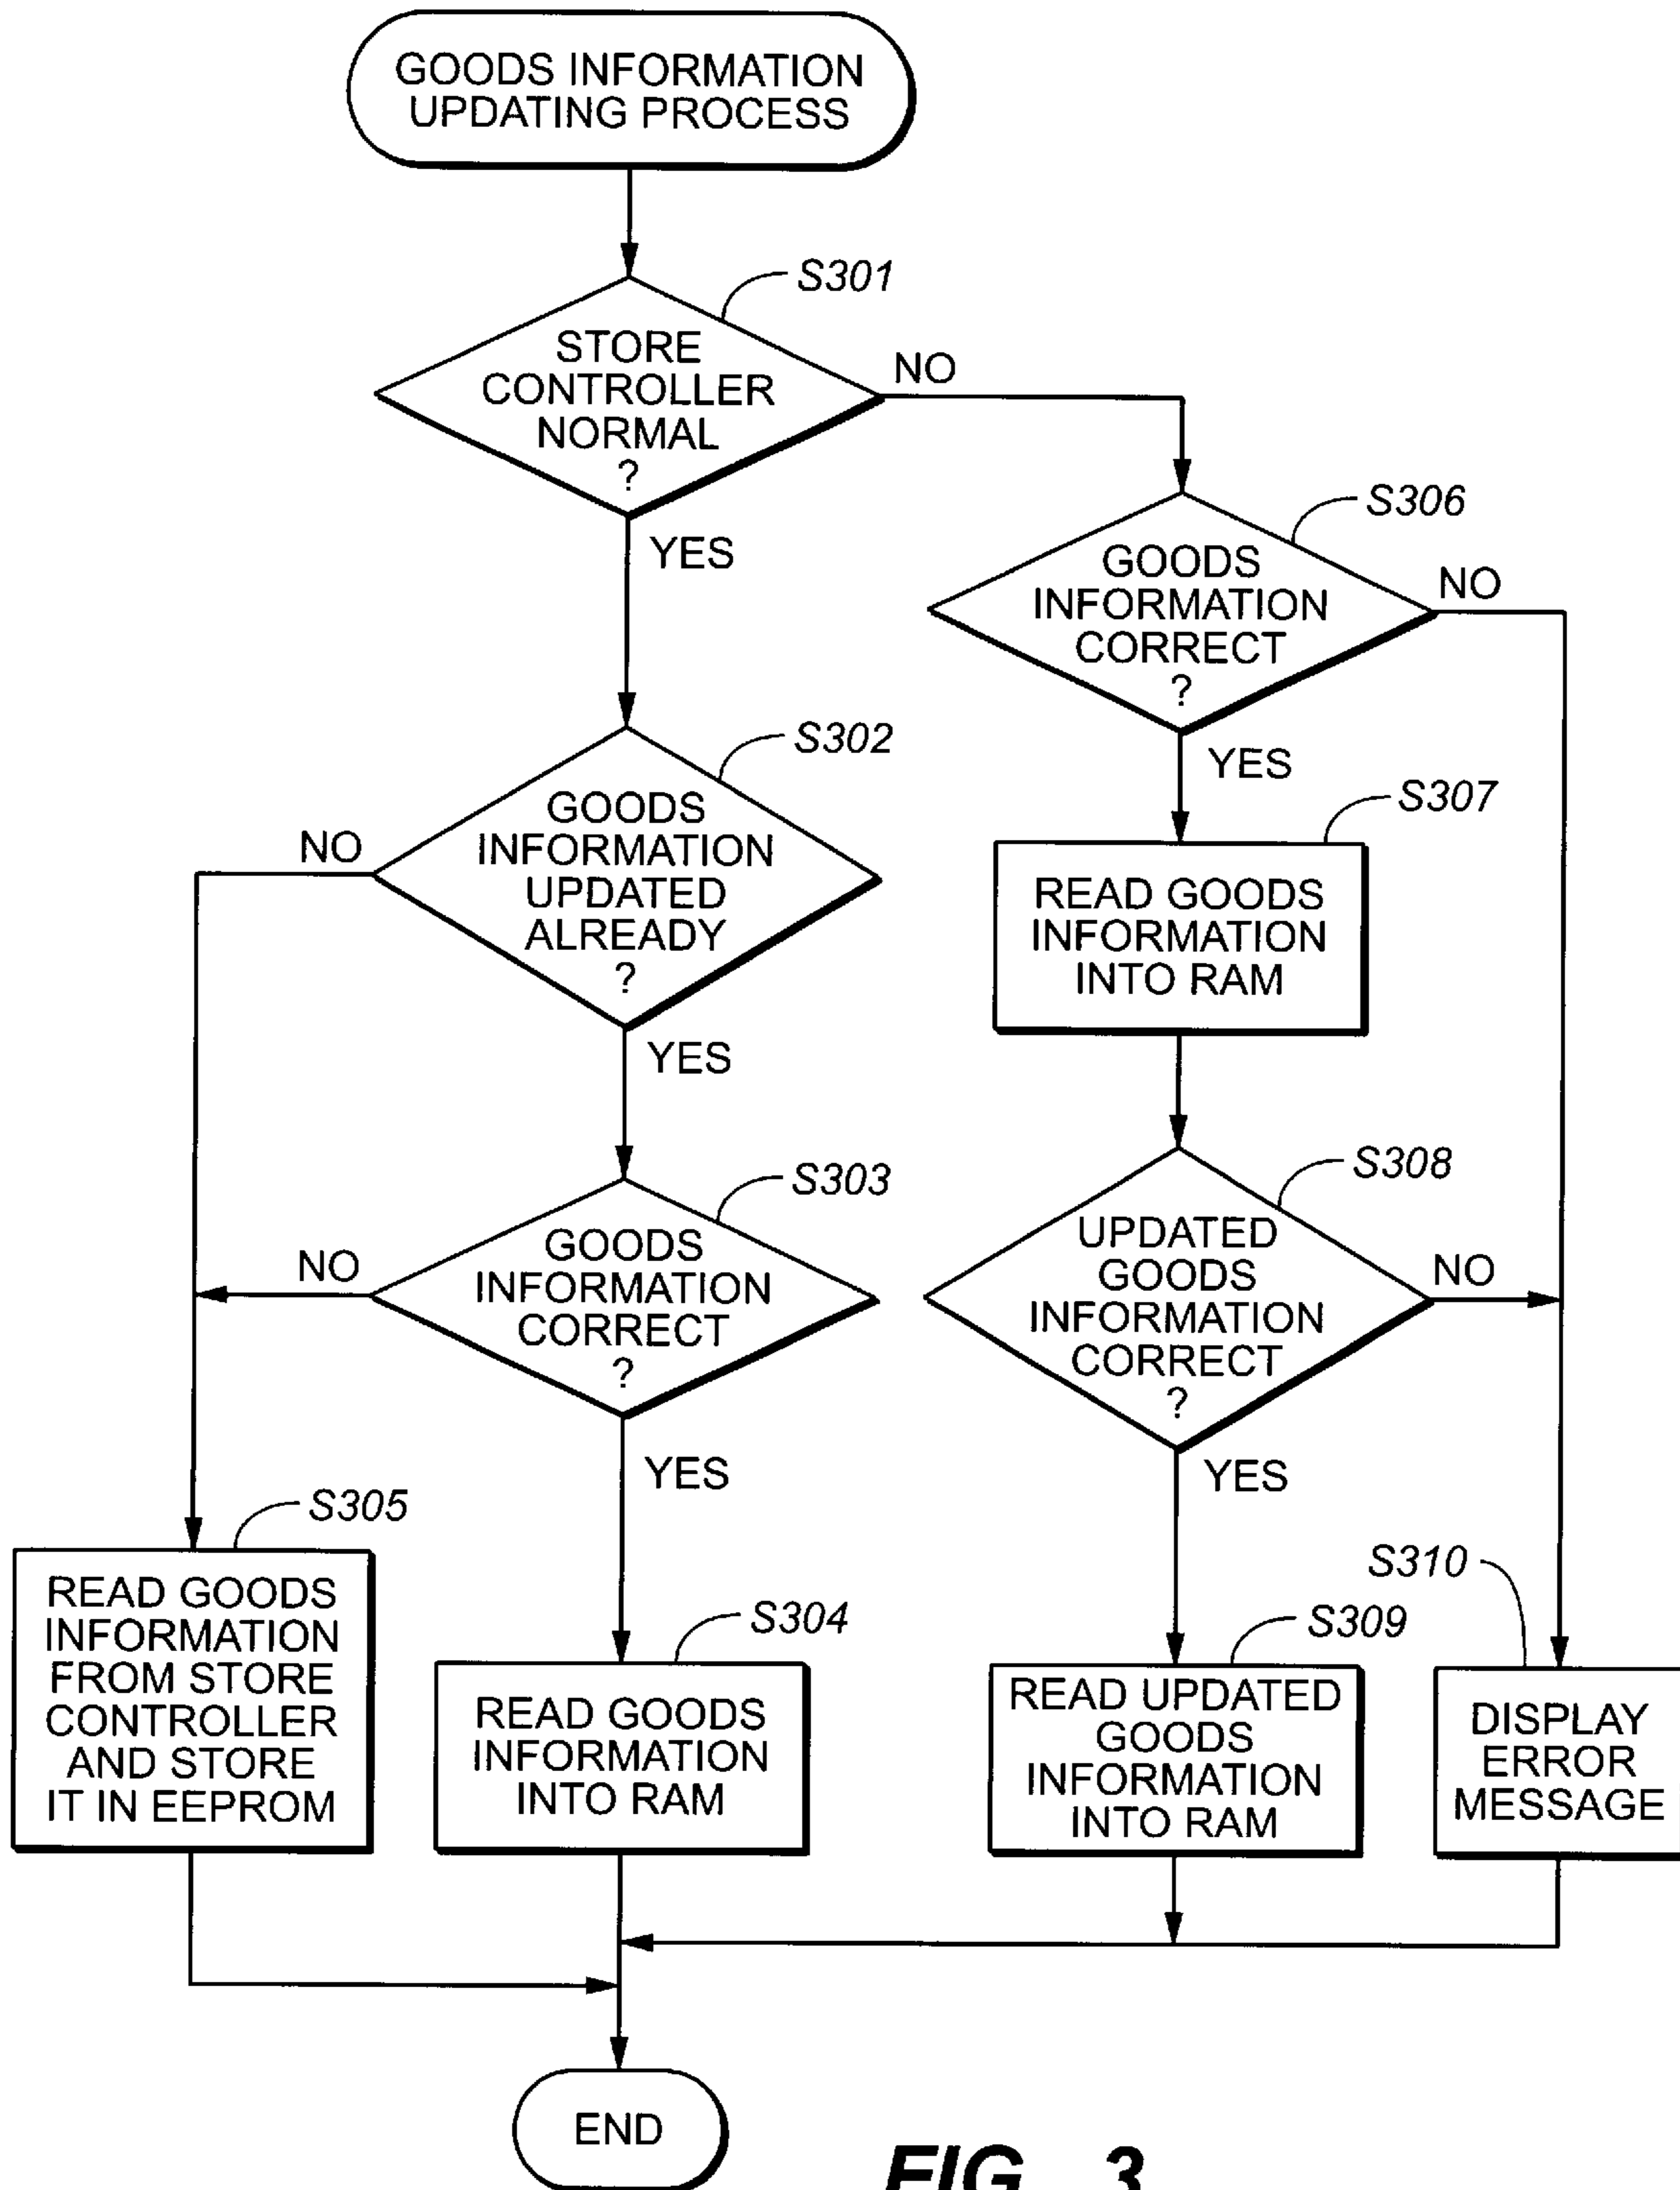 GOODS INFORMATION
UPDATING PROCESS
S301
STORE
CONTROLLER
NORMAL
?
NO
YES
S306
GOODS
INFORMATION
CORRECT
?
NO
YES
S302
GOODS
INFORMATION
UPDATED
ALREADY
?
NO
YES
S307
READ GOODS
INFORMATION
INTO RAM
S303
GOODS
INFORMATION
CORRECT
?
NO
YES
S308
UPDATED
GOODS
INFORMATION
CORRECT
?
NO
YES
S305
READ GOODS
INFORMATION
FROM STORE
CONTROLLER
AND STORE
IT IN EEPROM
S304
READ GOODS
INFORMATION
INTO RAM
S309
READ UPDATED
GOODS
INFORMATION
INTO RAM
S310
DISPLAY
ERROR
MESSAGE
END
FIG._3